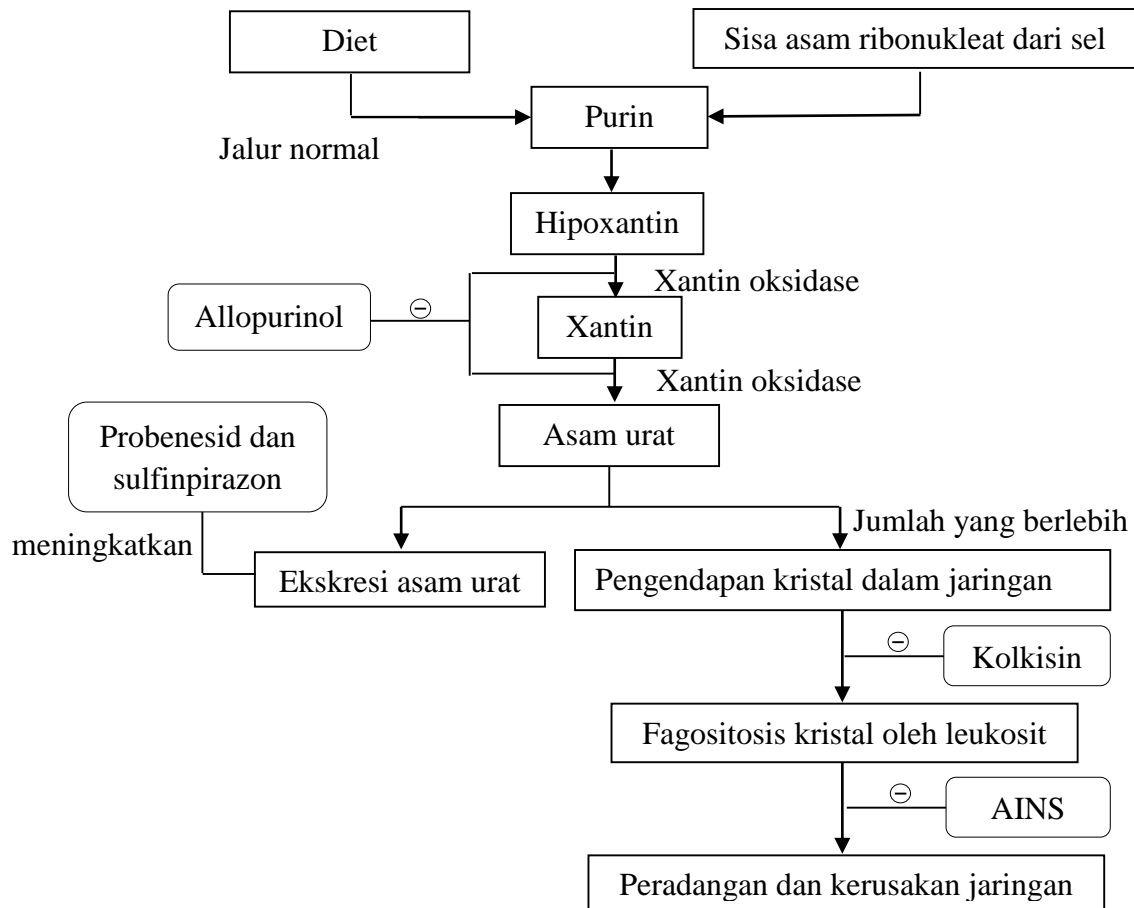 Diet
Sisa asam ribonukleat dari sel
Purin
Jalur normal
Hipoxantin
Xantin oksidase
Allopurinol
⊖
Xantin
Xantin oksidase
Asam urat
Probenesid dan
sulfinpirazon
meningkatkan
Jumlah yang berlebih
Ekskresi asam urat
Pengendapan kristal dalam jaringan
⊖
Kolkisin
Fagositosis kristal oleh leukosit
⊖
AINS
Peradangan dan kerusakan jaringan